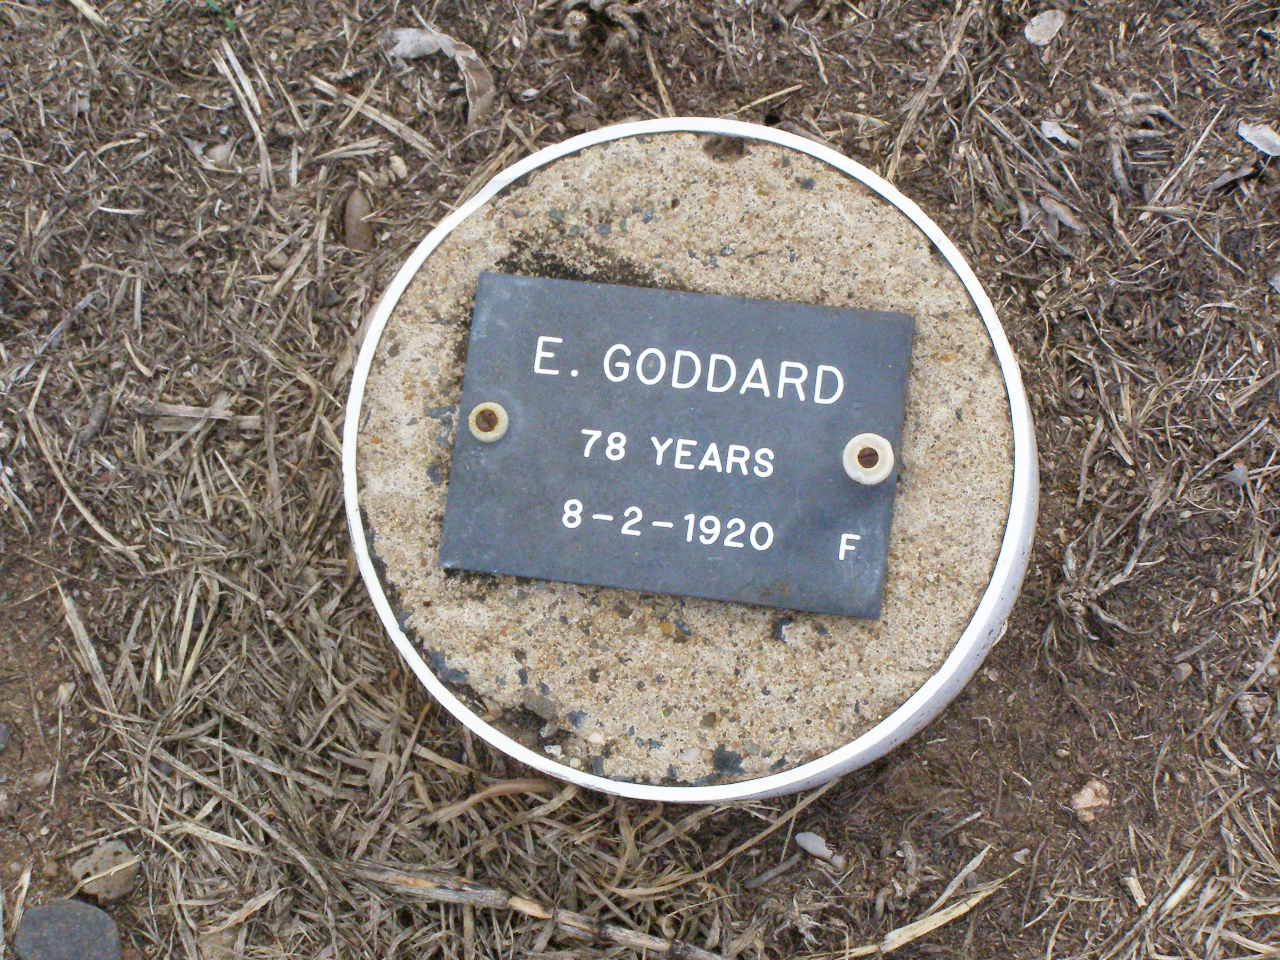 E. GODDARD
78 YEARS
8-2-1920 F